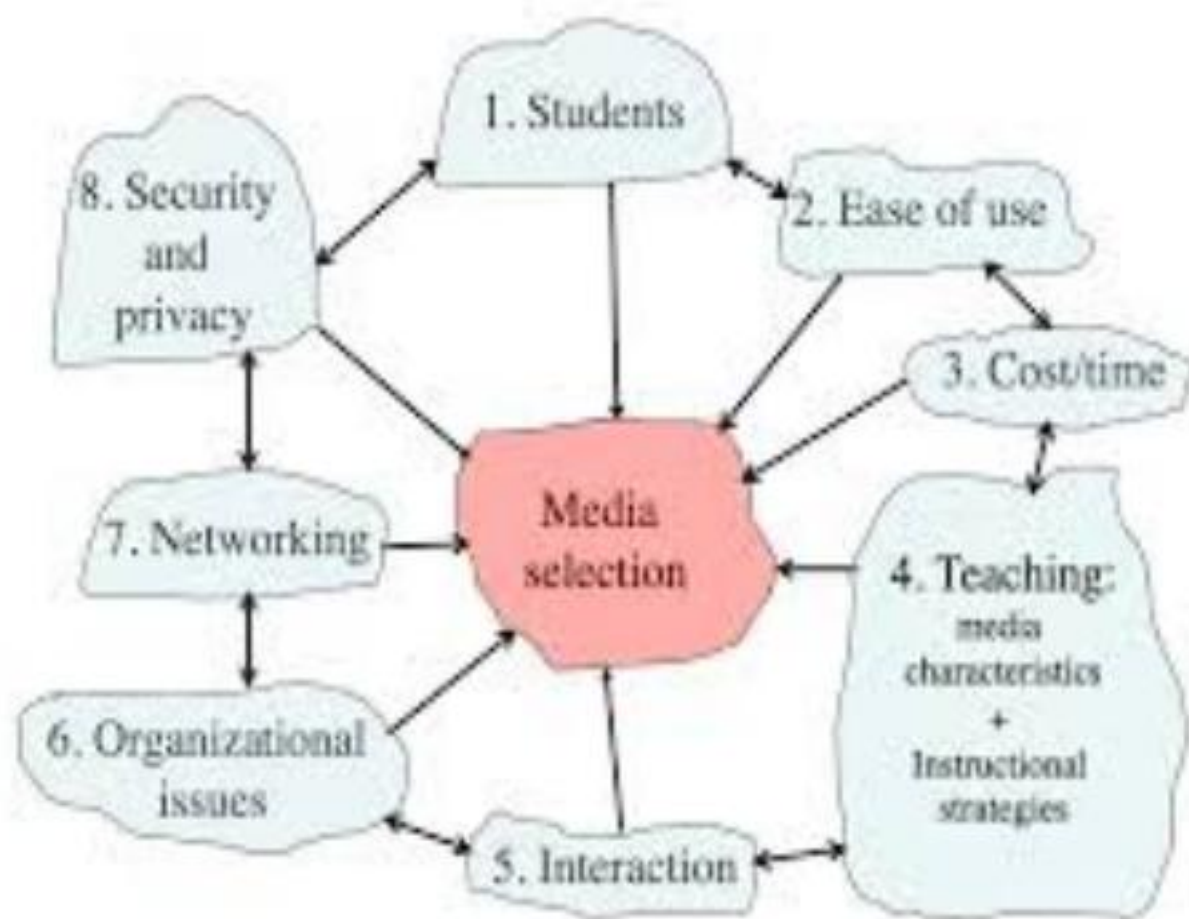 1. Students
2. Ease of use
3. Cost/time
4. Teaching:
media
characteristics
+
Instructional
strategies
5. Interaction
6. Organizational
issues
7. Networking
8. Security
and
privacy
Media
selection